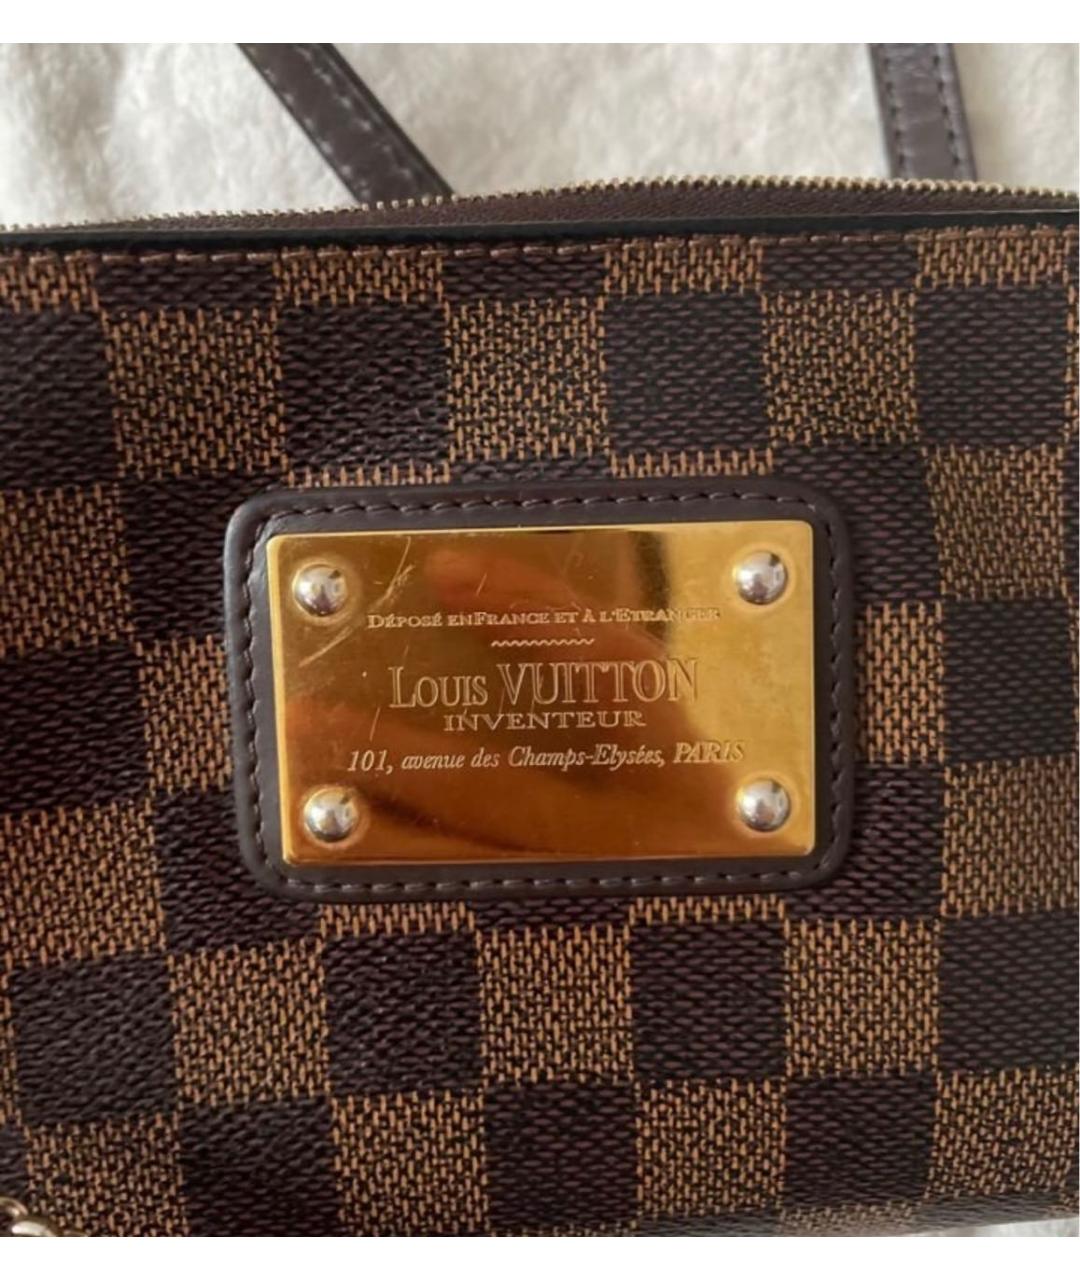 DÉPOSÉ EN FRANCE ET À L'ETRANGER
LOUIS VUITTON
INVENTEUR
101, avenue des Champs-Elysées, PARIS